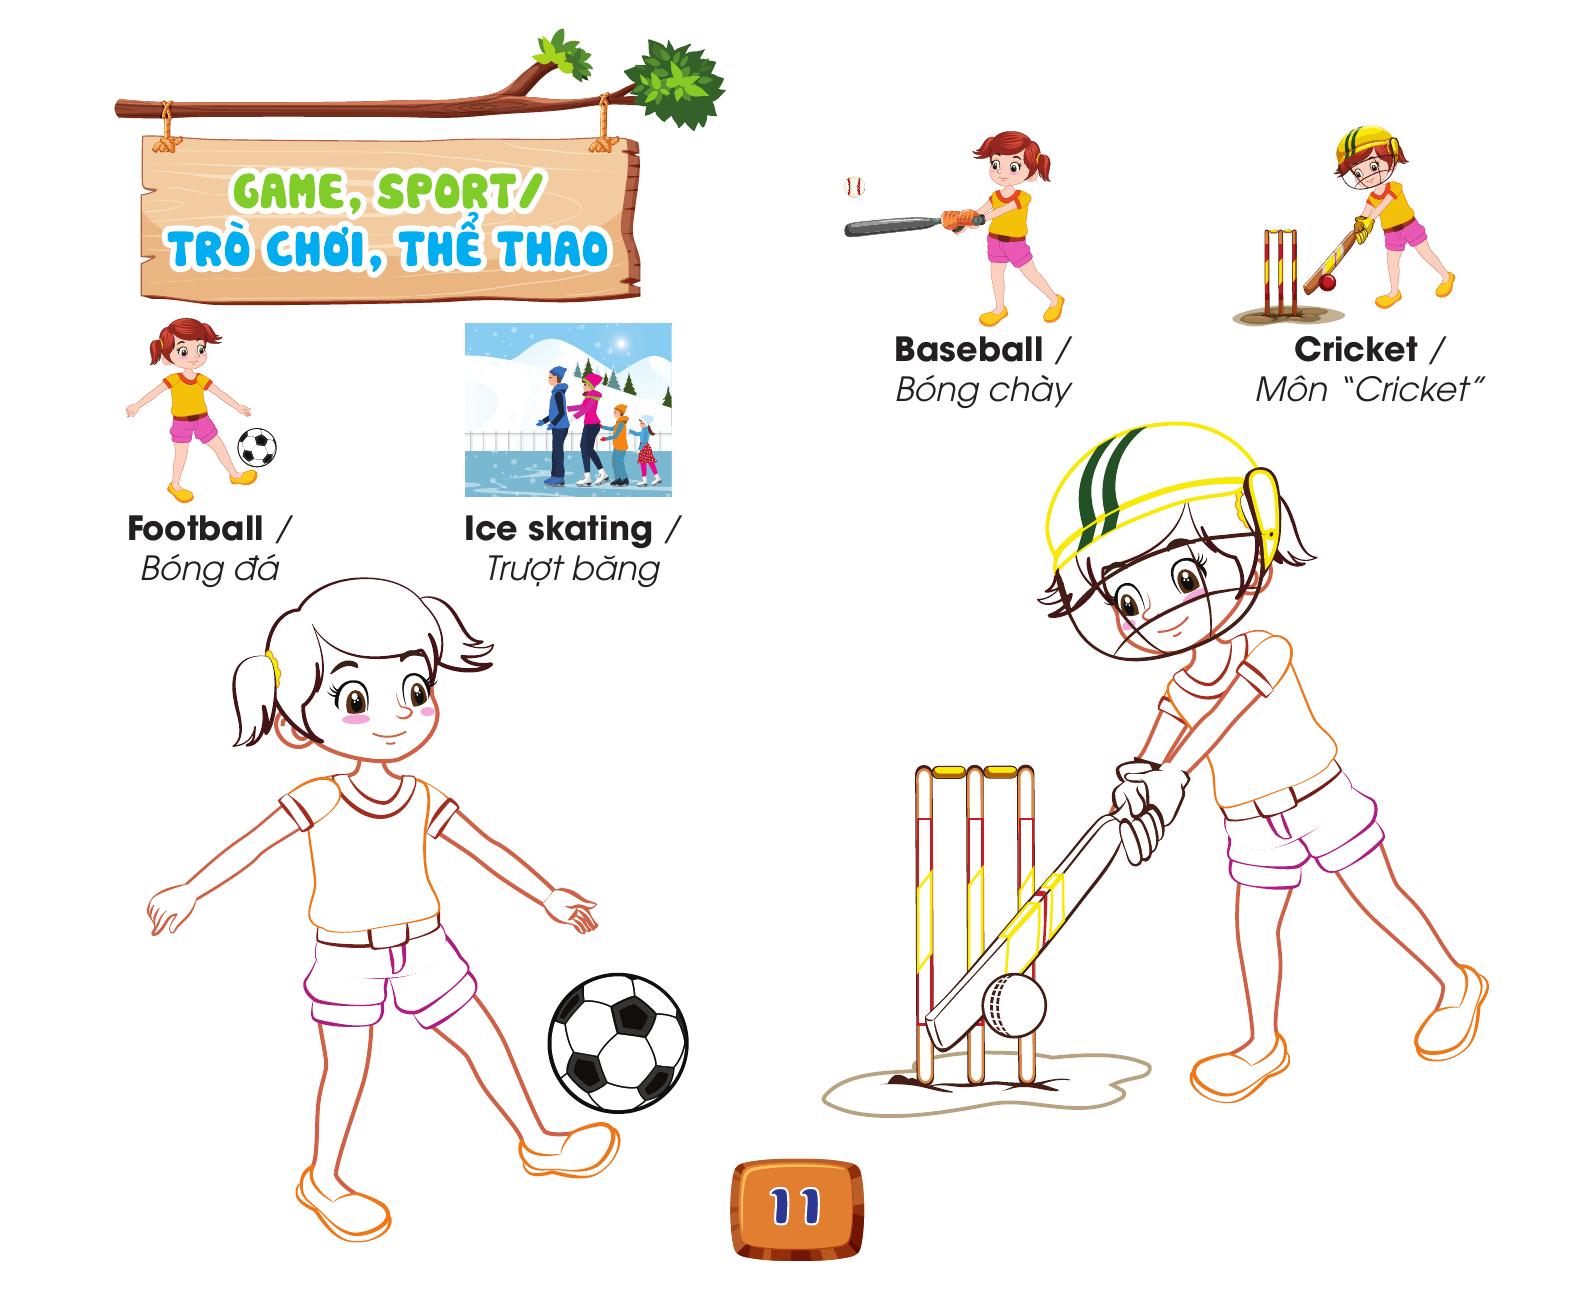 GAME, SPORT/
TRÒ CHƠI, THỂ THAO
Football /
Bóng đá
Ice skating /
Trượt băng
Baseball /
Bóng chày
Cricket /
Môn “Cricket”
11